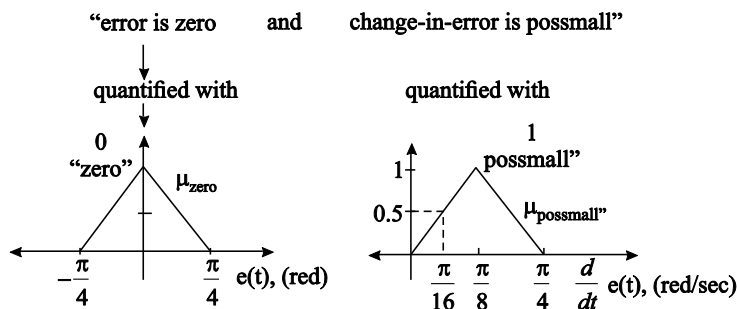 “error is zero and change-in-error is possmall”
quantified with quantified with
0
“zero”
μzero
−π/4
π/4
e(t), (red)
1
possmall”
1
0.5
μpossmall”
π/16
π/8
π/4
d/dt e(t), (red/sec)